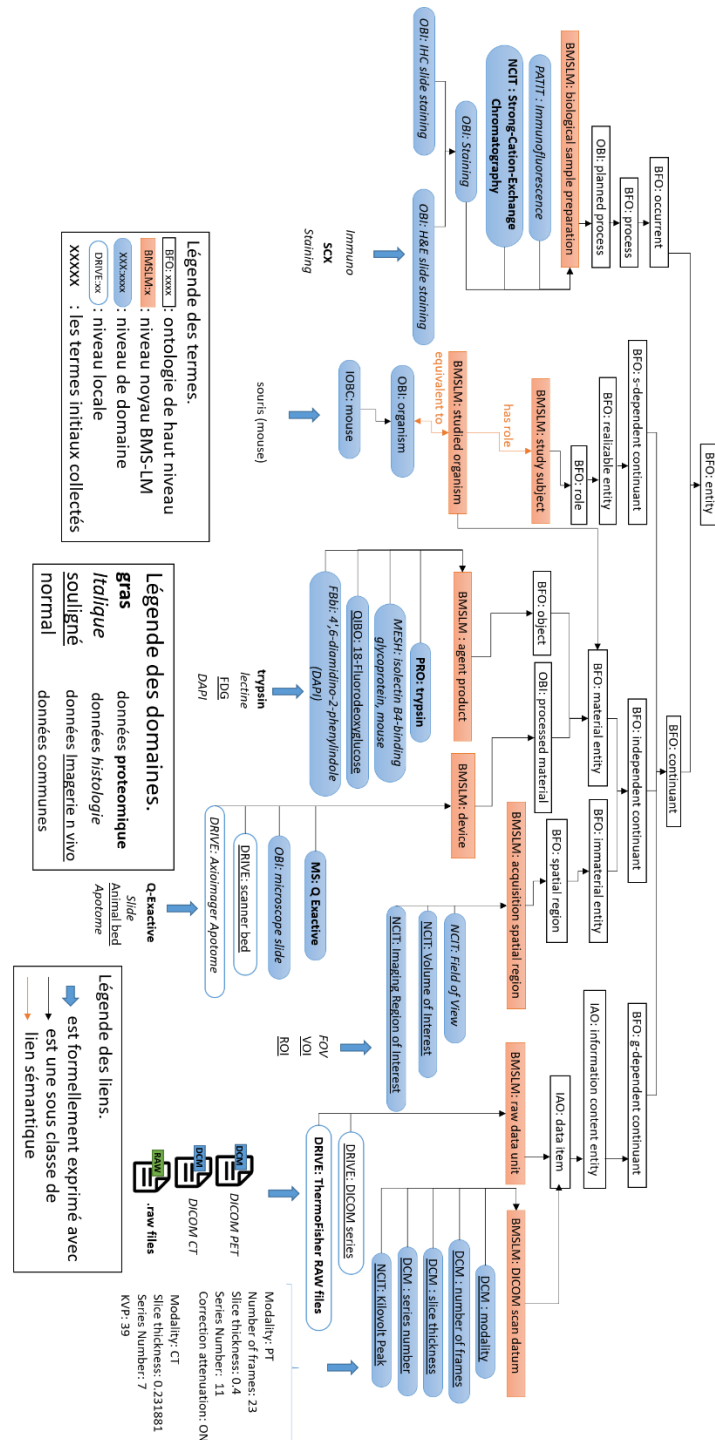 BFO: entity
BFO: continuant
BFO: occurrent
BFO: process
OBI: planned process
BMSLM: biological sample preparation
PATIT : Immunofluorescence
NCIT : Strong-Cation-Exchange
Chromatography
OBI: Staining
OBI: IHC slide staining
OBI: H&E slide staining
Immuno
SCX
Staining
BFO: s-dependent continuant
BFO: realizable entity
BFO: role
BMSLM: study subject
has role
BMSLM: studied organism
equivalent to
OBI: organism
IOBC: mouse
souris (mouse)
BFO: independent continuant
BFO: material entity
BFO: object
BMSLM : agent product
PRO: trypsin
MESH: isolectin B4-binding
glycoprotein, mouse
QIBO: 18-Fluorodeoxyglucose
FBbi: 4',6-diamidino-2-phenylindole
(DAPI)
trypsin
lectine
FDG
DAPI
OBI: processed material
BMSLM: device
MS: Q Exactive
OBI: microscope slide
DRIVE: scanner bed
DRIVE: Axioimager Apotome
Q-Exactive
Slide
Animal bed
Apotome
BFO: immaterial entity
BFO: spatial region
BMSLM: acquisition spatial region
NCIT: Field of View
NCIT: Volume of Interest
NCIT: Imaging Region of Interest
FOV
VOI
ROI
BFO: g-dependent continuant
IAO: information content entity
IAO: data item
BMSLM: raw data unit
DRIVE: DICOM series
DRIVE: ThermoFisher RAW files
DCM
DICOM PET
DCM
DICOM CT
RAW
.raw files
BMSLM: DICOM scan datum
DCM : modality
DCM : number of frames
DCM : slice thickness
DCM : series number
NCIT: Kilovolt Peak
Modality: PT
Number of frames: 23
Slice thickness: 0.4
Series Number: 11
Correction attenuation: ON
Modality: CT
Slice thickness: 0.231881
Series Number: 7
KVP: 39
Légende des termes.
BFO: xxxx : ontologie de haut niveau
BMSLM:x : niveau noyau BMS-LM
XXX:xxxx : niveau de domaine
DRIVE:xx : niveau locale
xxxxx : les termes initiaux collectés
Légende des domaines.
gras données proteomique
Italique données histologie
souligné données Imagerie n vivo
normal données communes
Légende des liens.
est formellement exprimé avec
est une sous classe de
lien sémantique